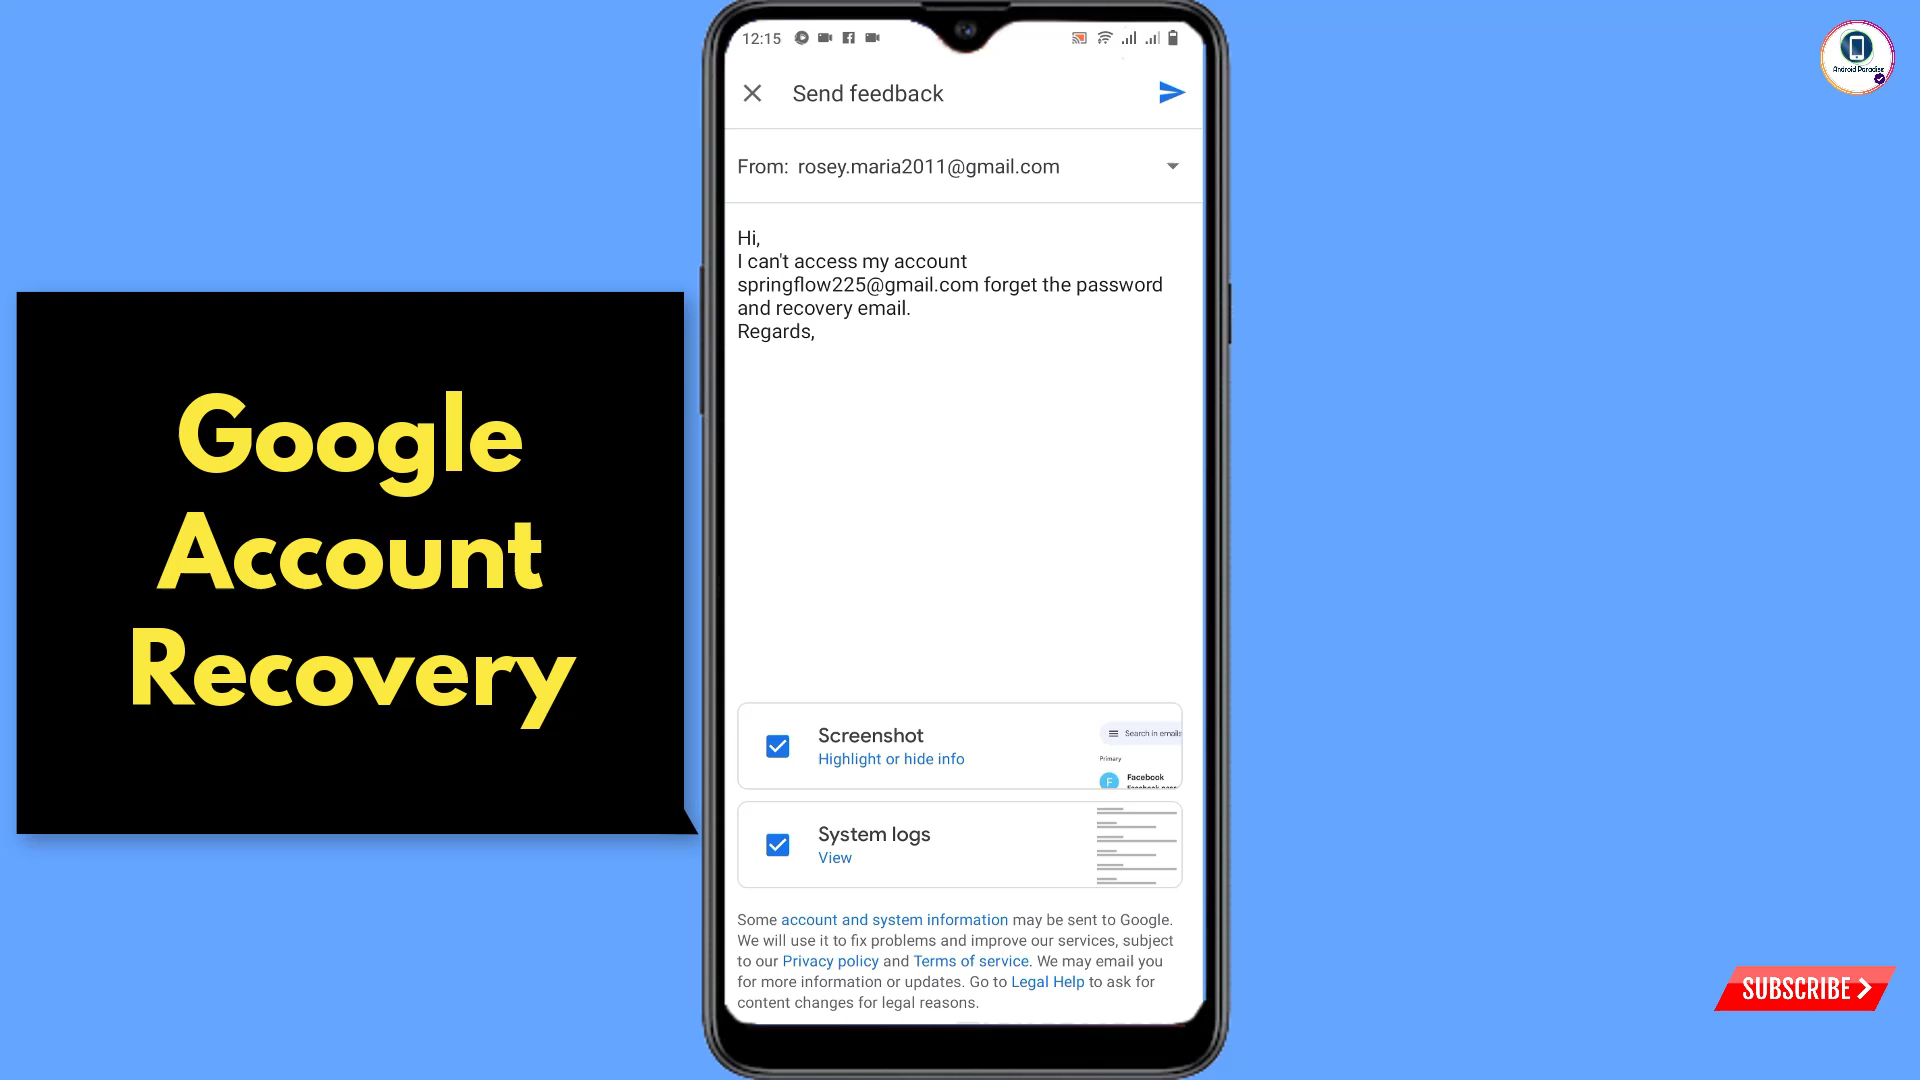 12:15
Send feedback
From: rosey.maria2011@gmail.com
Hi,
I can't access my account
springflow225@gmail.com forget the password
and recovery email.
Regards,
Google
Account
Recovery
Screenshot
Highlight or hide info
Search in emails
Primary
F
Facebook
System logs
View
Some account and system information may be sent to Google.
We will use it to fix problems and improve our services, subject
to our Privacy policy and Terms of service. We may email you
for more information or updates. Go to Legal Help to ask for
content changes for legal reasons.
Android Paradise
SUBSCRIBE